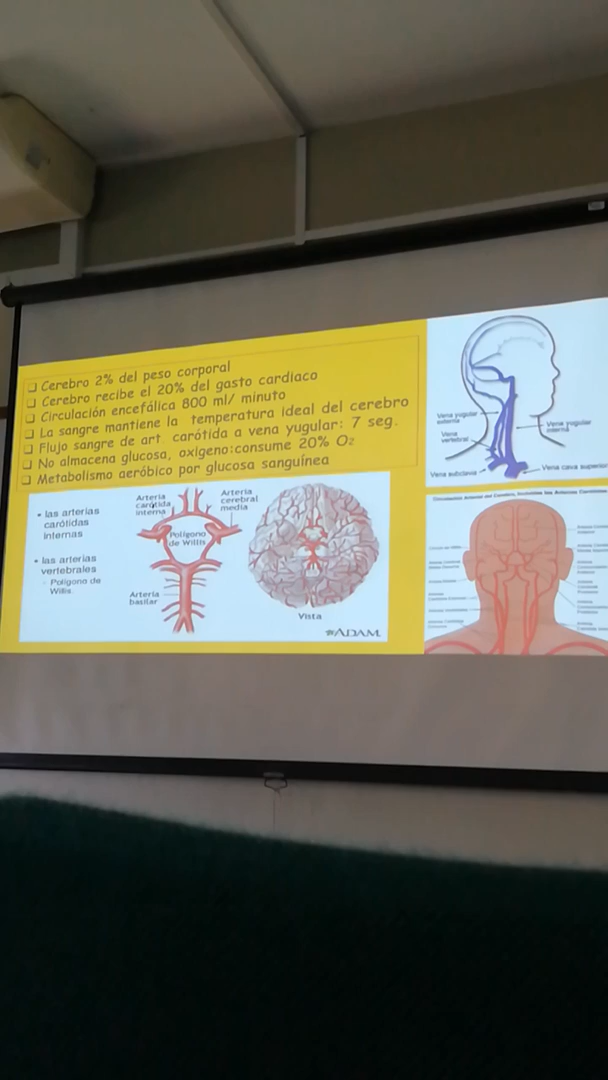 Cerebro 2% del peso corporal
Cerebro recibe el 20% del gasto cardiaco
Circulación encefálica 800 ml/ minuto
La sangre mantiene la temperatura ideal del cerebro
Flujo sangre de art carótida a vena yugular: 7 seg.
No almacena glucosa, oxigeno:consume 20% O₂
Metabolismo aeróbico por glucosa sanguínea
• las arterias
carótidas
internas
• las arterias
vertebrales
- Polígono de
Willis.
Arteria
carótida
interna
Arteria
cerebral
media
Polígono
de Willis
Arteria
basilar
Vista
ADAM.
Vena yugular
externa
Vena
vertebral
Vena subclavia
Vena yugular
interna
Vena cava superior